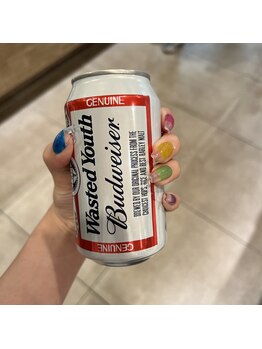 GENUINE
Wasted Youth
Budweiser
BREWED BY OUR ORIGINAL PROCESS FROM THE
CHOICEST HOPS, RICE AND BEST BARLEY MALT
GENUINE